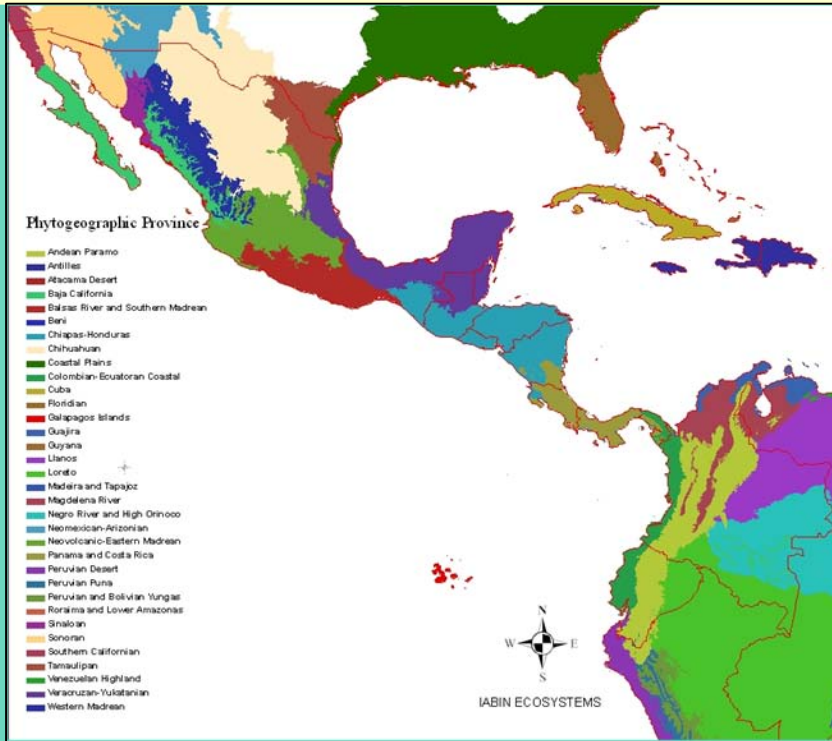 Phytogeographic Province
Andean Paramo
Antilles
Atacama Desert
Baja California
Balsas River and Southern Madrean
Beni
Chiapas-Honduras
Chihuahuan
Coastal Plains
Colombian-Ecuatoran Coastal
Cuba
Floridian
Galapagos Islands
Guajira
Guyana
Llanos
Loreto
Madeira and Tapajoz
Magdelena River
Negro River and High Orinoco
Neomexican-Arizonian
Neovolcanic-Eastern Madrean
Panama and Costa Rica
Peruvian Desert
Peruvian Puna
Peruvian and Bolivian Yungas
Roraima and Lower Amazonas
Sinaloan
Sonoran
Southern Californian
Tamaulipan
Venezuelan Highland
Veracruzan-Yukatanian
Western Madrean
N
W E
S
IABIN ECOSYSTEMS